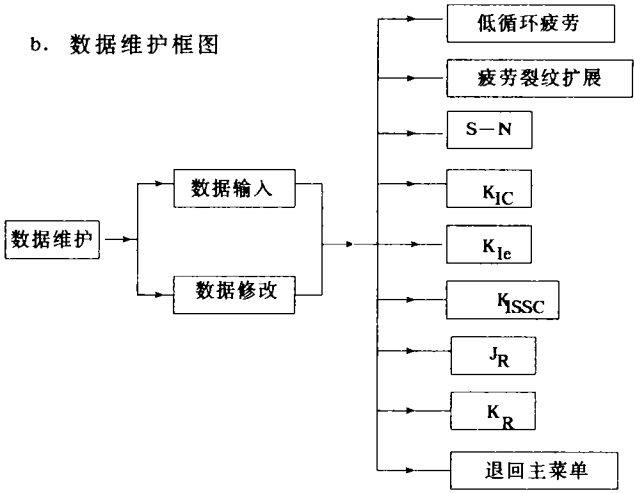 b. 数据维护框图
低循环疲劳
疲劳裂纹扩展
S-N
数据输入
K_IC
数据维护
K_Ie
数据修改
K_ISSC
J_R
K_R
退回主菜单